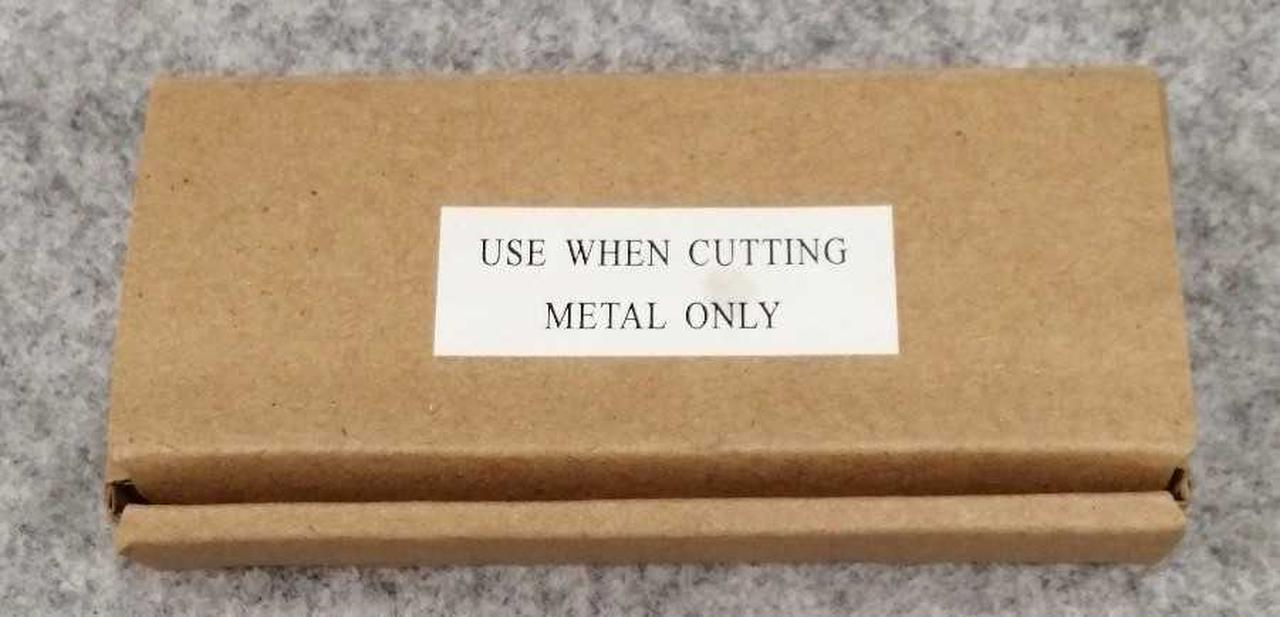 USE WHEN CUTTING
METAL ONLY